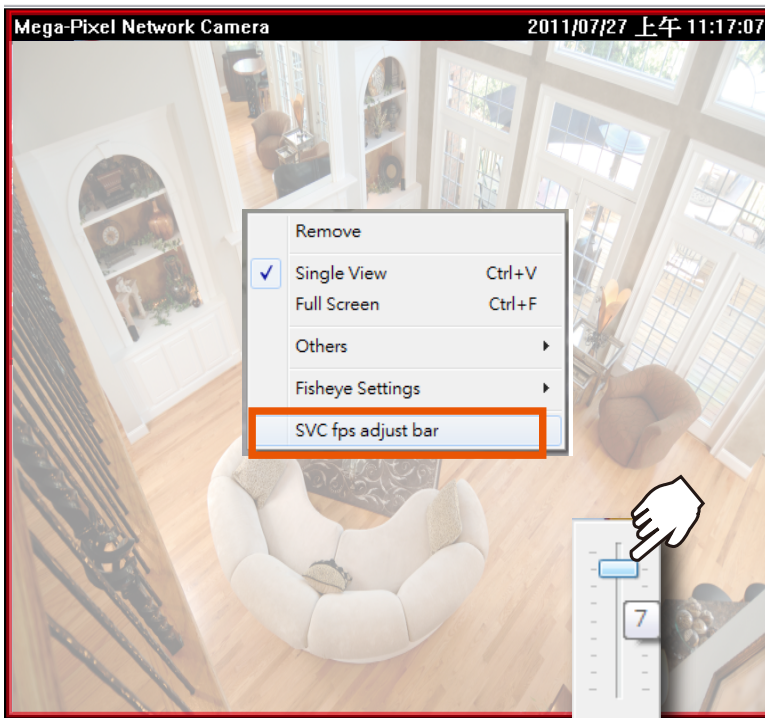 Mega-Pixel Network Camera 2011/07/27 上午 11:17:07
Remove
Single View Ctrl+V
Full Screen Ctrl+F
Others
Fisheye Settings
SVC fps adjust bar
7